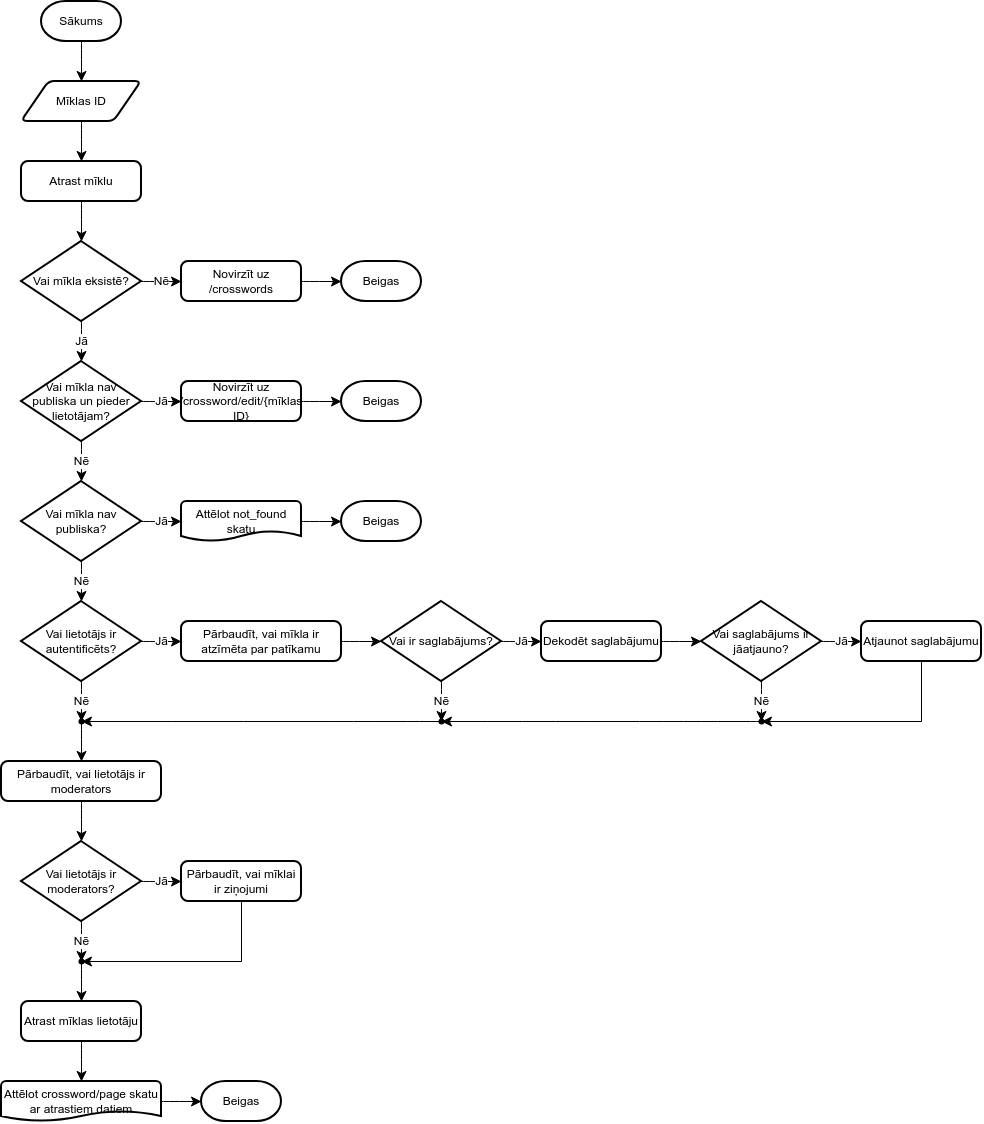 Sākums
Mīklas ID
Atrast mīklu
Vai mīkla eksistē?
Nē
Novirzīt uz
/crosswords
Beigas
Jā
Vai mīkla nav
publiska un pieder
lietotājam?
Jā
Novirzīt uz
/crossword/edit/{mīklas
ID}
Beigas
Nē
Vai mīkla nav
publiska?
Jā
Attēlot not_found
skatu
Beigas
Nē
Vai lietotājs ir
autentificēts?
Jā
Pārbaudīt, vai mīkla ir
atzīmēta par patīkamu
Vai ir saglabājums?
Jā
Dekodēt saglabājumu
Vai saglabājums ir
jāatjauno?
Jā
Atjaunot saglabājumu
Nē
Nē
Nē
Pārbaudīt, vai lietotājs ir
moderators
Vai lietotājs ir
moderators?
Jā
Pārbaudīt, vai mīklai
ir ziņojumi
Nē
Atrast mīklas lietotāju
Attēlot crossword/page skatu
ar atrastiem datiem
Beigas